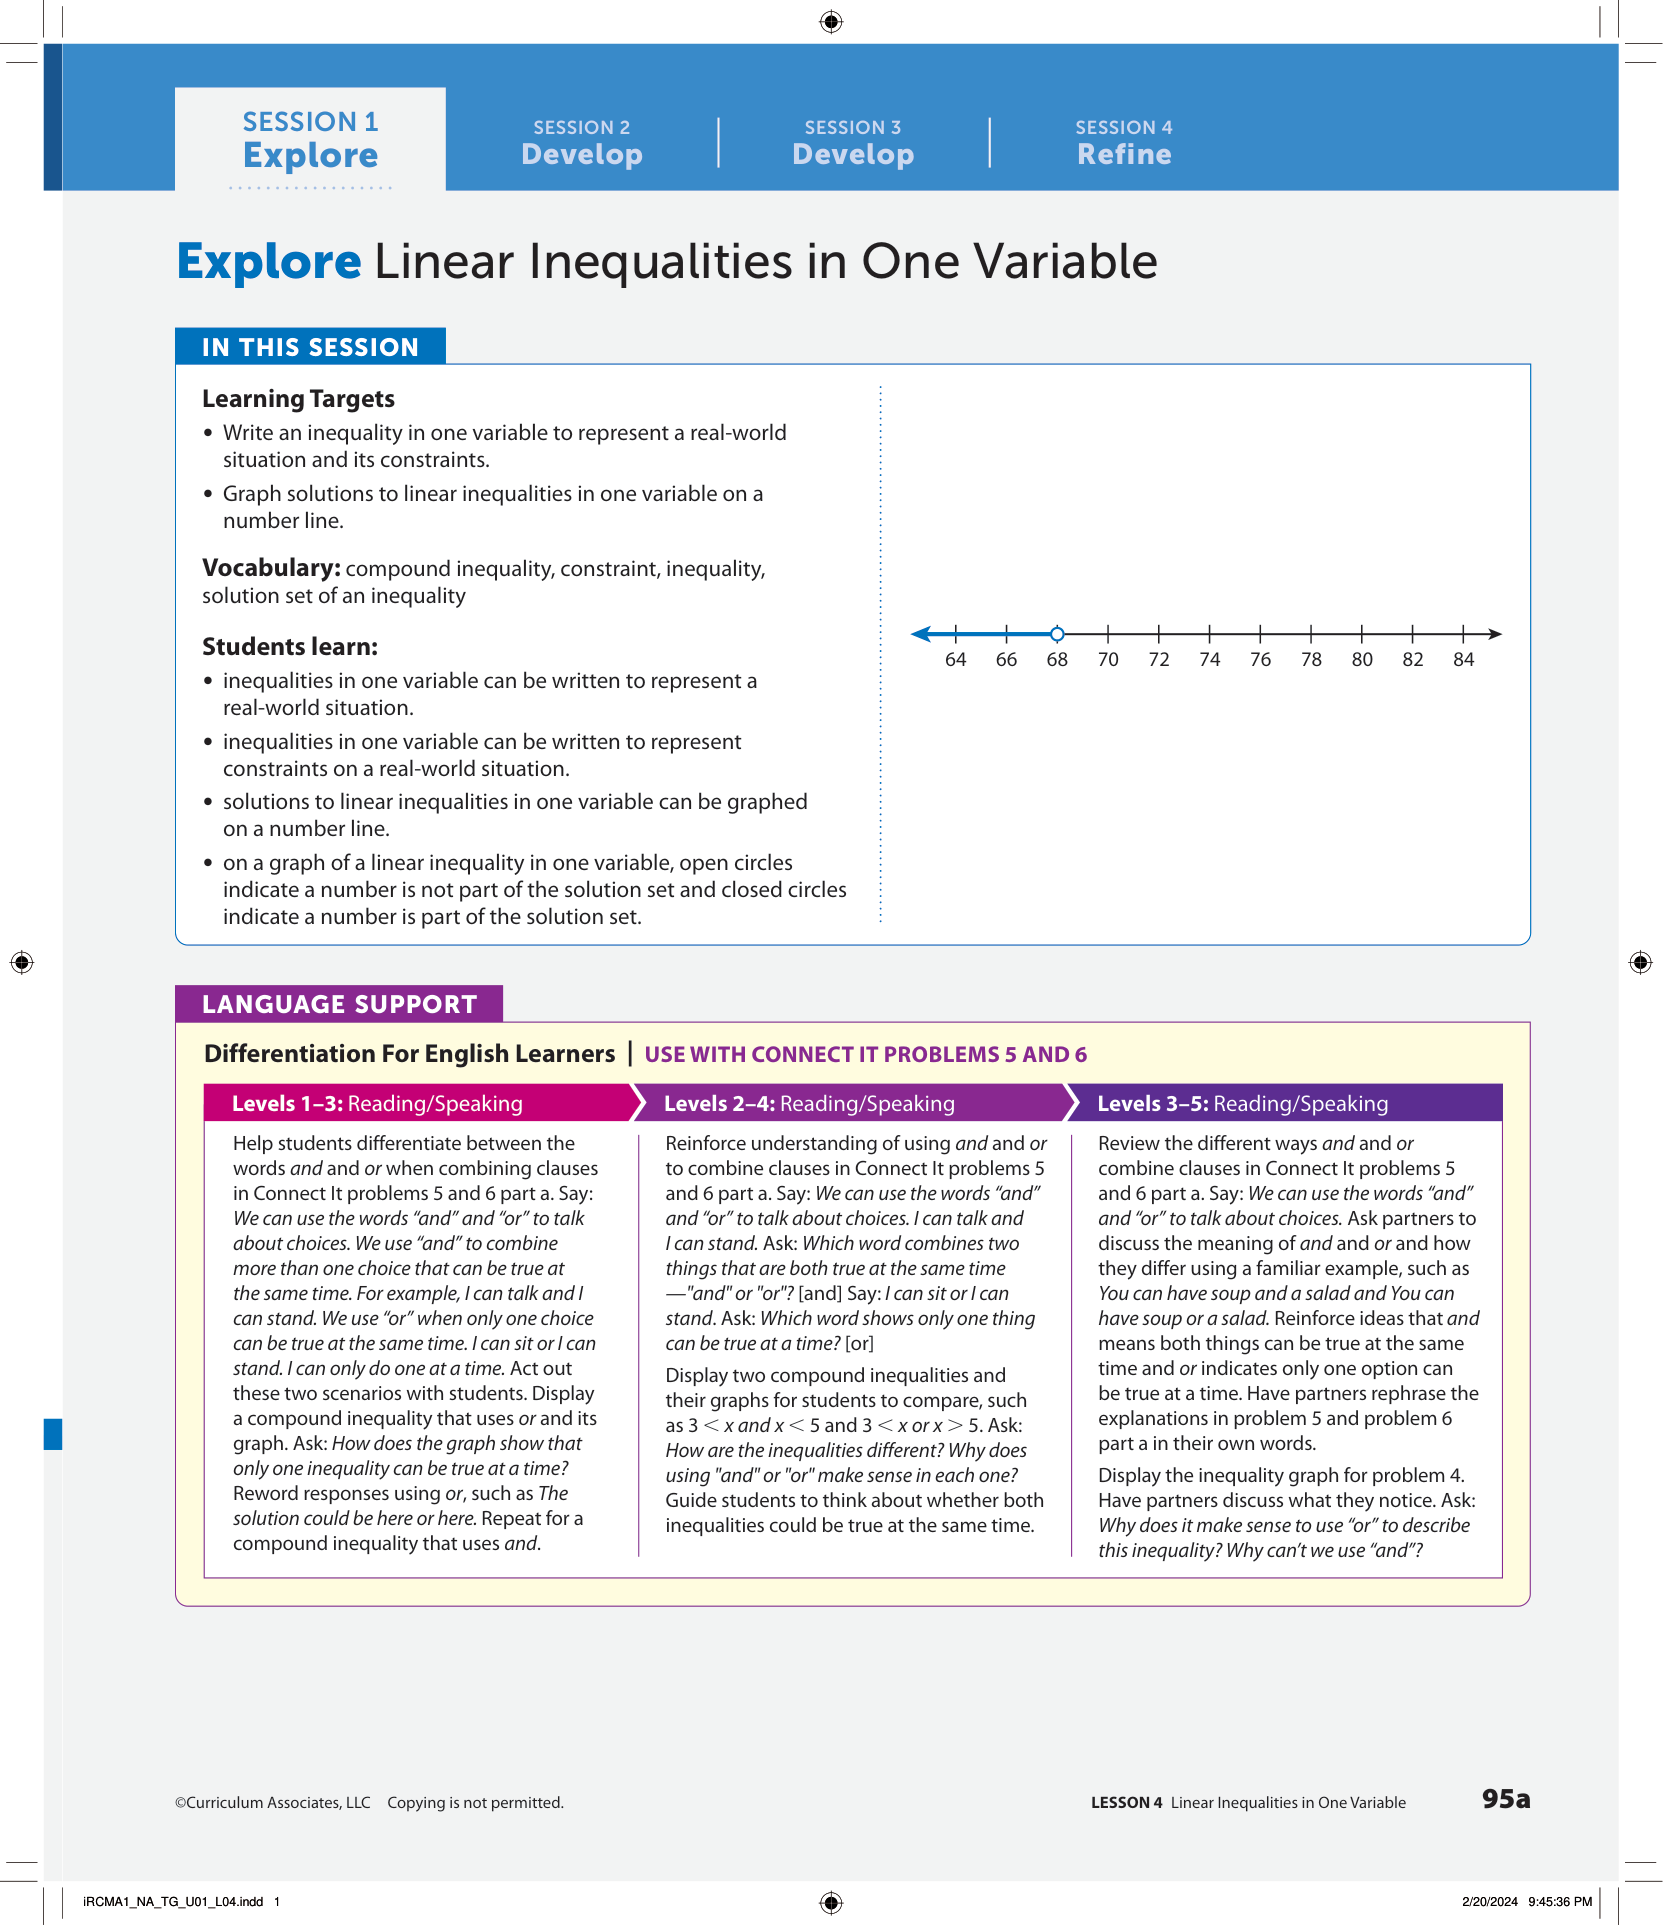 SESSION 1
Explore
SESSION 2
Develop
SESSION 3
Develop
SESSION 4
Refine
Explore Linear Inequalities in One Variable
IN THIS SESSION
Learning Targets
• Write an inequality in one variable to represent a real-world
situation and its constraints.
• Graph solutions to linear inequalities in one variable on a
number line.
Vocabulary: compound inequality, constraint, inequality,
solution set of an inequality
Students learn:
• inequalities in one variable can be written to represent a
real-world situation.
• inequalities in one variable can be written to represent
constraints on a real-world situation.
• solutions to linear inequalities in one variable can be graphed
on a number line.
• on a graph of a linear inequality in one variable, open circles
indicate a number is not part of the solution set and closed circles
indicate a number is part of the solution set.
64 66 68 70 72 74 76 78 80 82 84
LANGUAGE SUPPORT
Differentiation For English Learners | USE WITH CONNECT IT PROBLEMS 5 AND 6
Levels 1–3: Reading/Speaking
Help students differentiate between the
words and and or when combining clauses
in Connect It problems 5 and 6 part a. Say:
We can use the words “and” and “or” to talk
about choices. We use “and” to combine
more than one choice that can be true at
the same time. For example, I can talk and I
can stand. We use “or” when only one choice
can be true at the same time. I can sit or I can
stand. I can only do one at a time. Act out
these two scenarios with students. Display
a compound inequality that uses or and its
graph. Ask: How does the graph show that
only one inequality can be true at a time?
Reword responses using or, such as The
solution could be here or here. Repeat for a
compound inequality that uses and.
Levels 2–4: Reading/Speaking
Reinforce understanding of using and and or
to combine clauses in Connect It problems 5
and 6 part a. Say: We can use the words “and”
and “or” to talk about choices. I can talk and
I can stand. Ask: Which word combines two
things that are both true at the same time
—"and" or "or"? [and] Say: I can sit or I can
stand. Ask: Which word shows only one thing
can be true at a time? [or]
Display two compound inequalities and
their graphs for students to compare, such
as 3 < x and x < 5 and 3 < x or x > 5. Ask:
How are the inequalities different? Why does
using "and" or "or" make sense in each one?
Guide students to think about whether both
inequalities could be true at the same time.
Levels 3–5: Reading/Speaking
Review the different ways and and or
combine clauses in Connect It problems 5
and 6 part a. Say: We can use the words “and”
and “or” to talk about choices. Ask partners to
discuss the meaning of and and or and how
they differ using a familiar example, such as
You can have soup and a salad and You can
have soup or a salad. Reinforce ideas that and
means both things can be true at the same
time and or indicates only one option can
be true at a time. Have partners rephrase the
explanations in problem 5 and problem 6
part a in their own words.
Display the inequality graph for problem 4.
Have partners discuss what they notice. Ask:
Why does it make sense to use “or” to describe
this inequality? Why can’t we use “and”?
©Curriculum Associates, LLC Copying is not permitted.
LESSON 4 Linear Inequalities in One Variable
95a
iRCMA1_NA_TG_U01_L04.indd 1
2/20/2024 9:45:36 PM